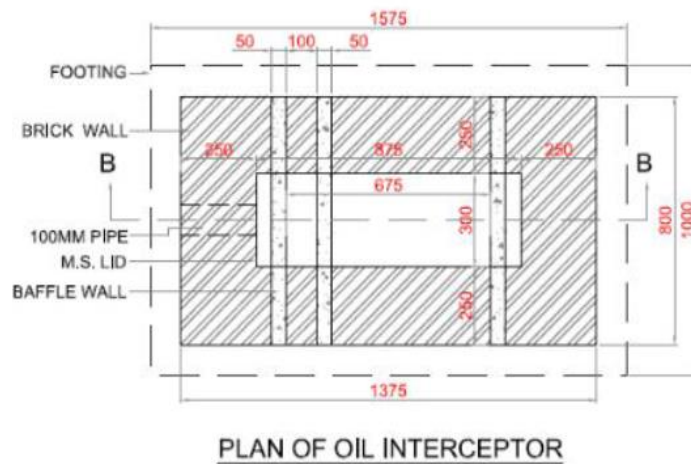 1575
50 100 50
FOOTING
BRICK WALL
250 875 250 250
B B
675
100MM PIPE
300 800 1000
M.S. LID
BAFFLE WALL
250
1375
PLAN OF OIL INTERCEPTOR